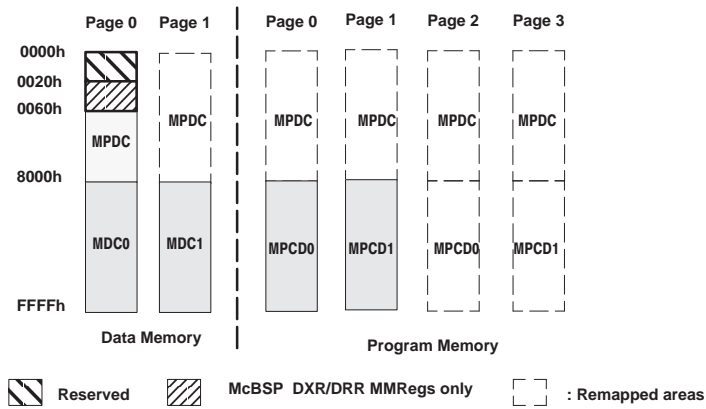 Page 0 Page 1 Page 0 Page 1 Page 2 Page 3
0000h
0020h
0060h
MPDC MPDC MPDC MPDC MPDC MPDC
8000h
MDC0 MDC1 MPCD0 MPCD1 MPCD0 MPCD1
FFFFh
Data Memory Program Memory
Reserved McBSP DXR/DRR MMRegs only : Remapped areas